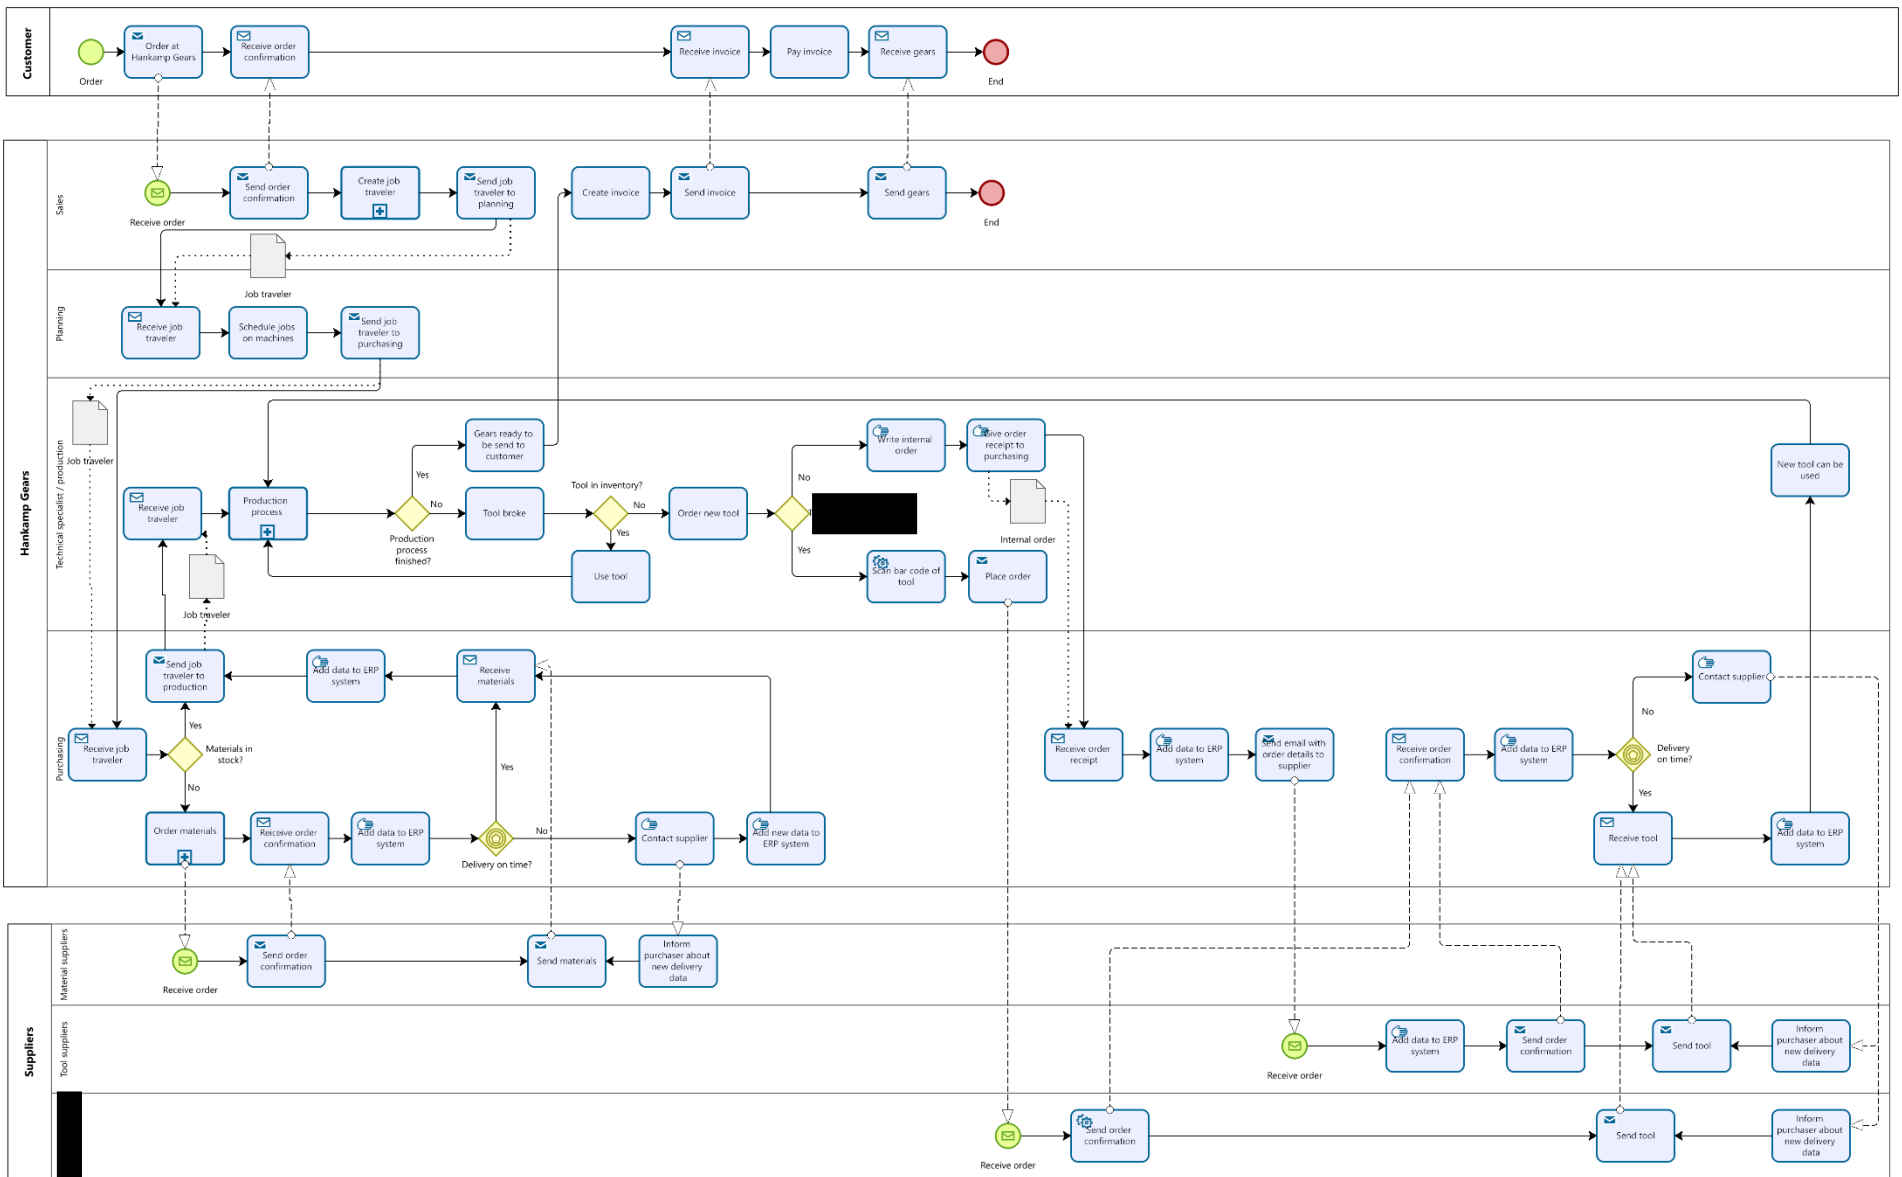 Customer
Order
Order at
Hankamp Gears
Receive order
confirmation
Receive invoice
Pay invoice
Receive gears
End
Hankamp Gears
Sales
Receive order
Send order
confirmation
Create job
traveler
Send job
traveler to
planning
Create invoice
Send invoice
Send gears
End
Job traveler
Planning
Receive job
traveler
Schedule jobs
on machines
Send job
traveler to
purchasing
Technical specialist / production
Job traveler
Receive job
traveler
Job traveler
Production
process
Production
process
finished?
Yes
No
Gears ready to
be send to
customer
Tool broke
Tool in inventory?
No
Yes
Use tool
Order new tool
No
Yes
Write internal
order
Give order
receipt to
purchasing
Internal order
Scan bar code of
tool
Place order
New tool can be
used
Purchasing
Receive job
traveler
Materials in
stock?
Yes
No
Send job
traveler to
production
Add data to ERP
system
Receive
materials
Order materials
Reiceive order
confirmation
Add data to ERP
system
Delivery on time?
Yes
No
Contact supplier
Add new data to
ERP system
Receive order
receipt
Add data to ERP
system
Send email with
order details to
supplier
Receive order
confirmation
Add data to ERP
system
Delivery
on time?
No
Yes
Contact supplier
Receive tool
Add data to ERP
system
Suppliers
Material suppliers
Receive order
Send order
confirmation
Send materials
Inform
purchaser about
new delivery
data
Tool suppliers
Receive order
Add data to ERP
system
Send order
confirmation
Send tool
Inform
purchaser about
new delivery
data
Receive order
Send order
confirmation
Send tool
Inform
purchaser about
new delivery
data